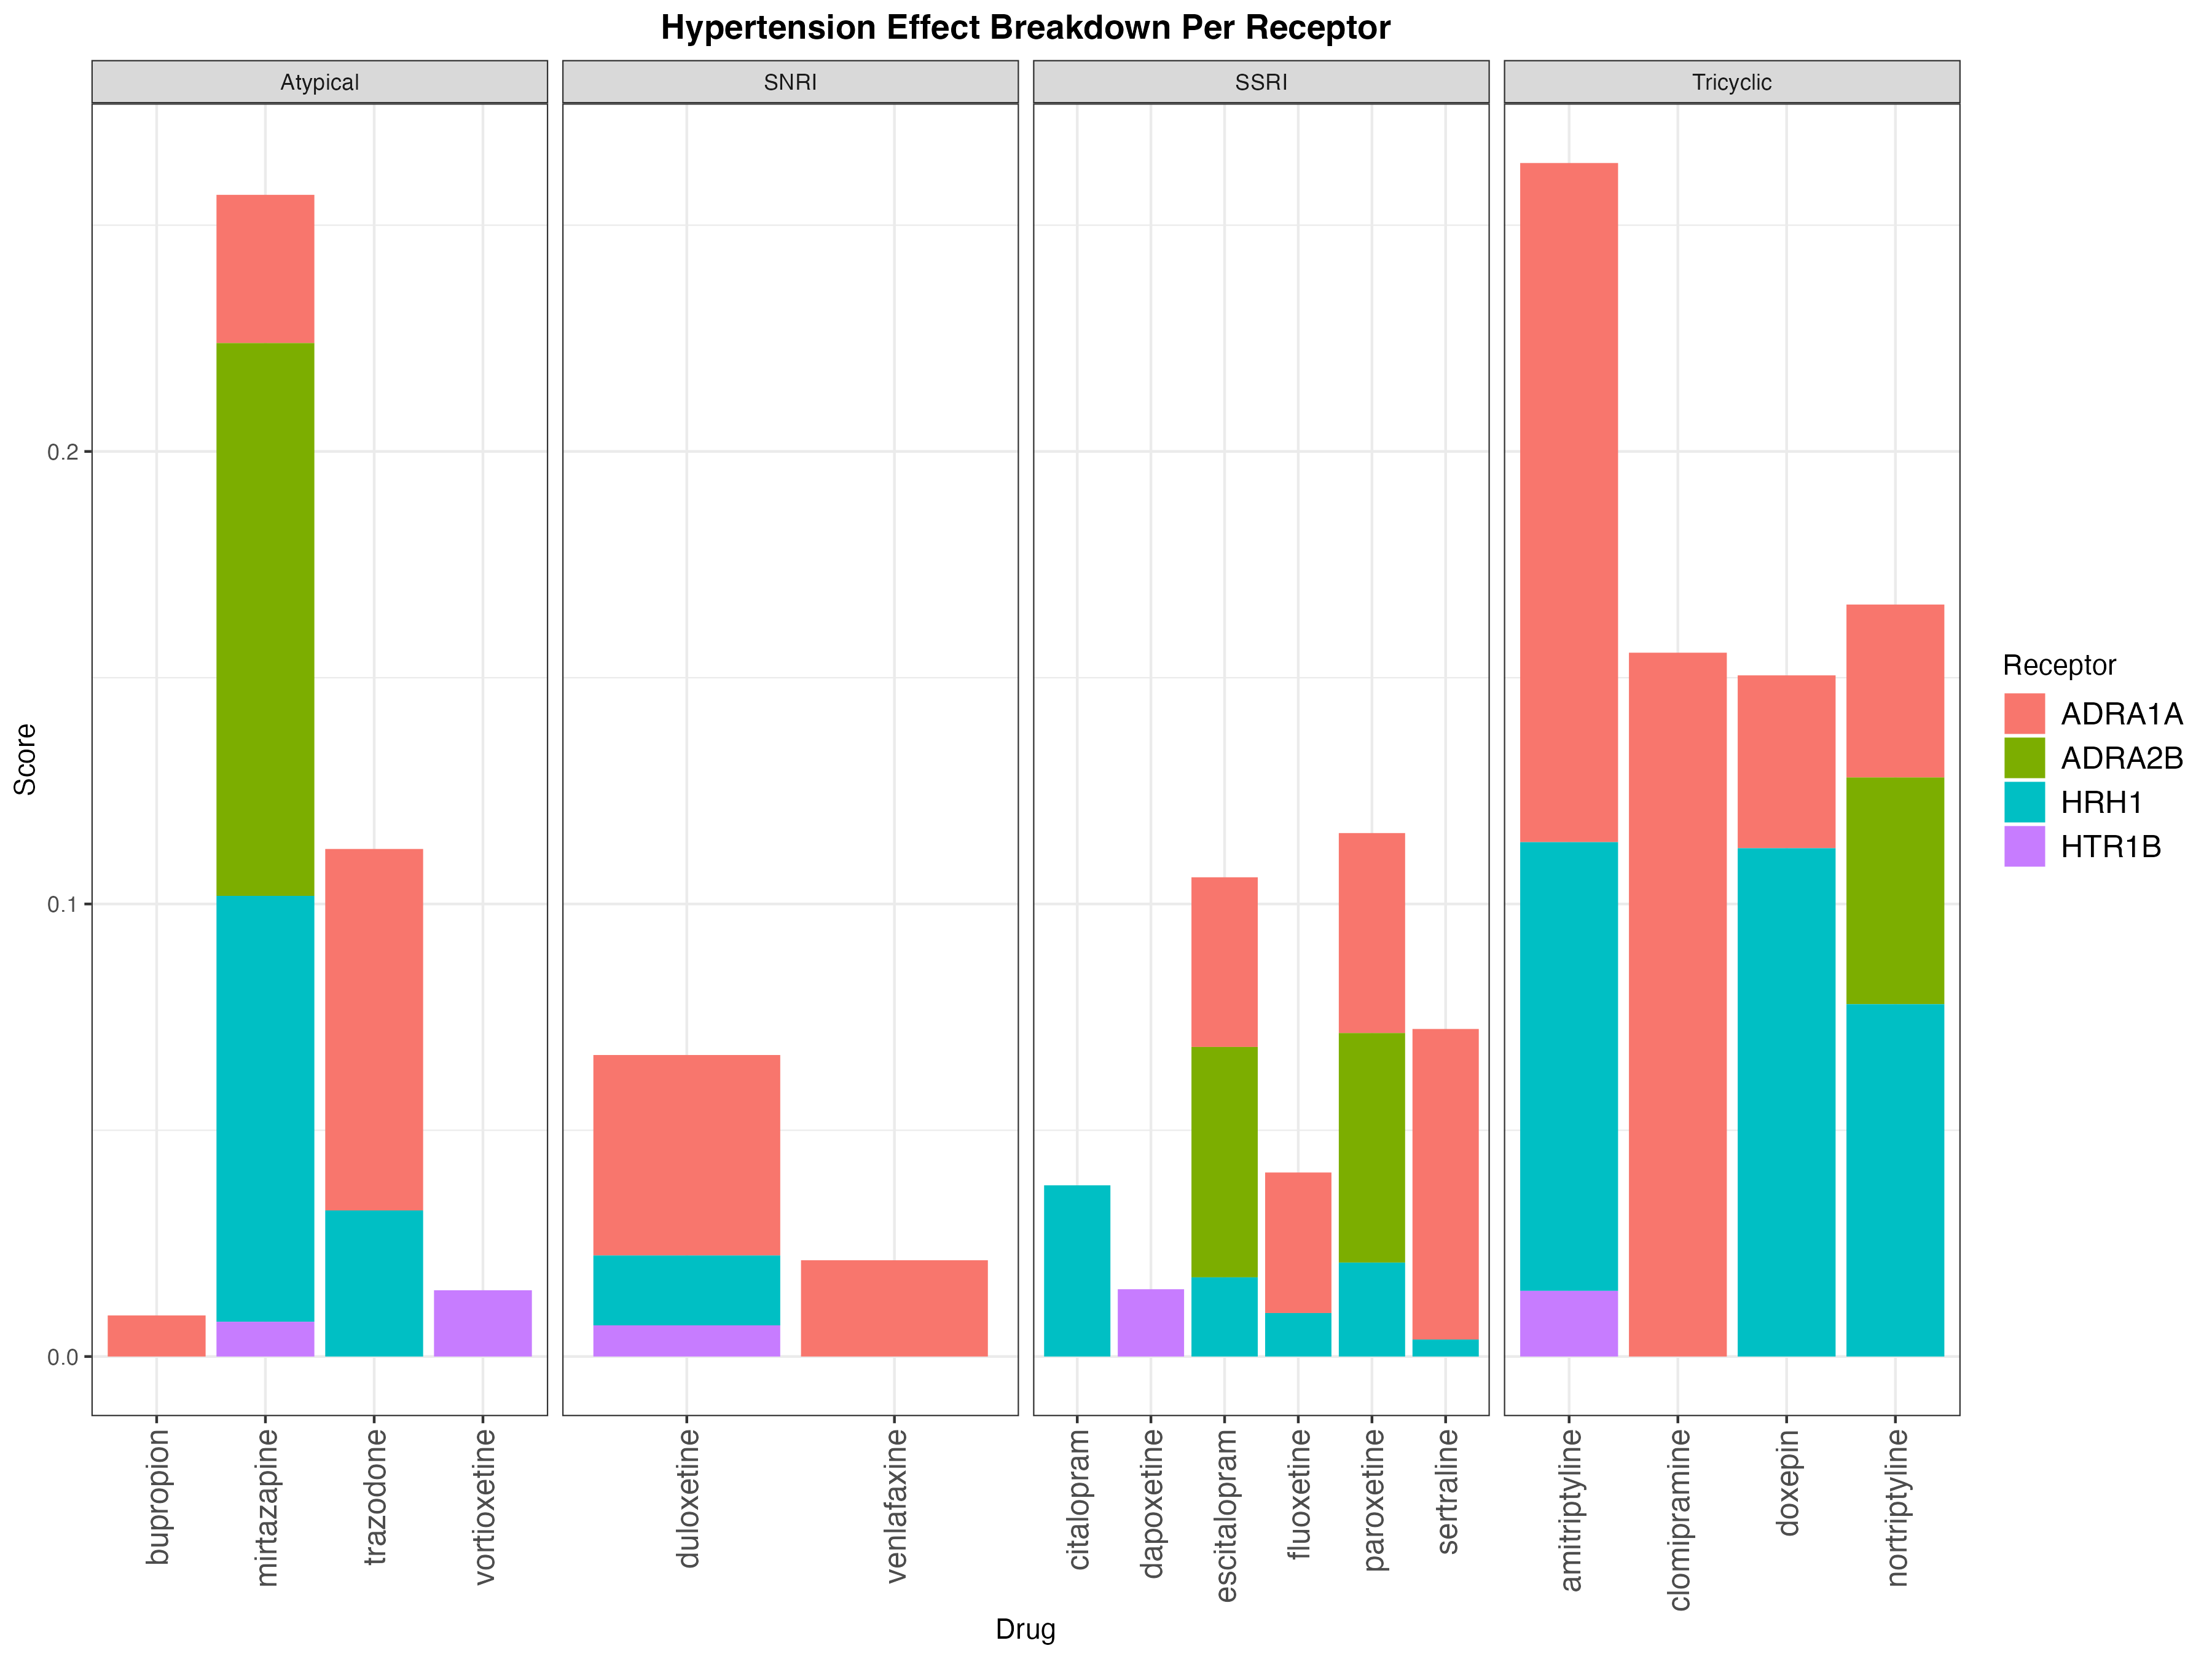 Hypertension Effect Breakdown Per Receptor
Atypical
SNRI
SSRI
Tricyclic
Score
0.2
0.1
0.0
bupropion
mirtazapine
trazodone
vortioxetine
duloxetine
venlafaxine
citalopram
dapoxetine
escitalopram
fluoxetine
paroxetine
sertraline
amitriptyline
clomipramine
doxepin
nortriptyline
Drug
Receptor
ADRA1A
ADRA2B
HRH1
HTR1B